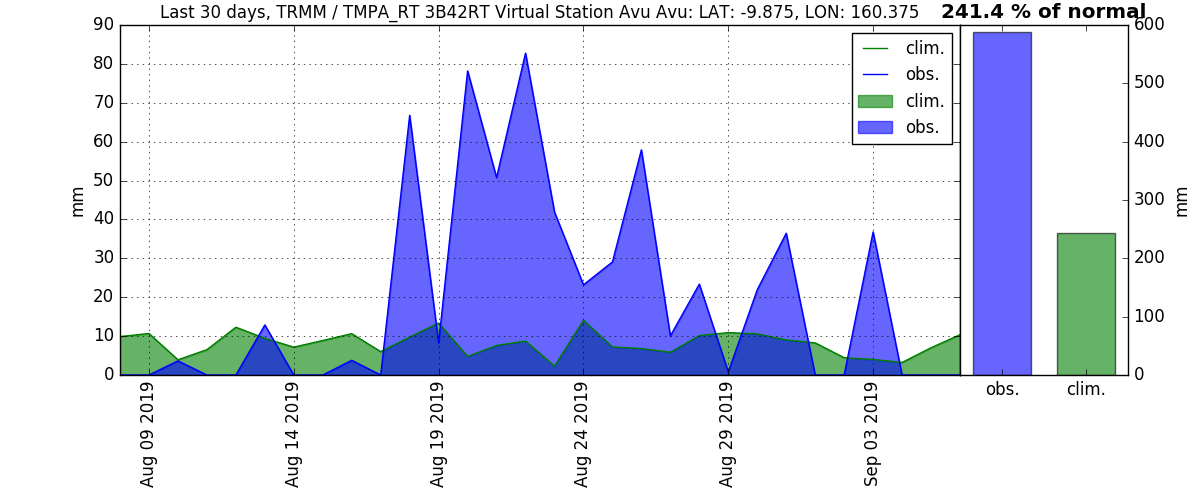 Last 30 days, TRMM / TMPA_RT 3B42RT Virtual Station Avu Avu: LAT: -9.875, LON: 160.375
241.4 % of normal
90
80
70
60
50
40
30
20
10
0
mm
clim.
obs.
clim.
obs.
600
500
400
300
200
100
0
mm
Aug 09 2019
Aug 14 2019
Aug 19 2019
Aug 24 2019
Aug 29 2019
Sep 03 2019
obs.
clim.